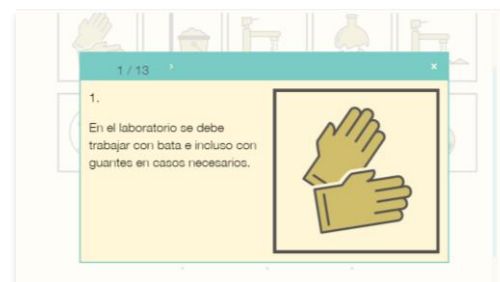 1 / 13 ›
×
1.
En el laboratorio se debe
trabajar con bata e incluso con
guantes en casos necesarios.